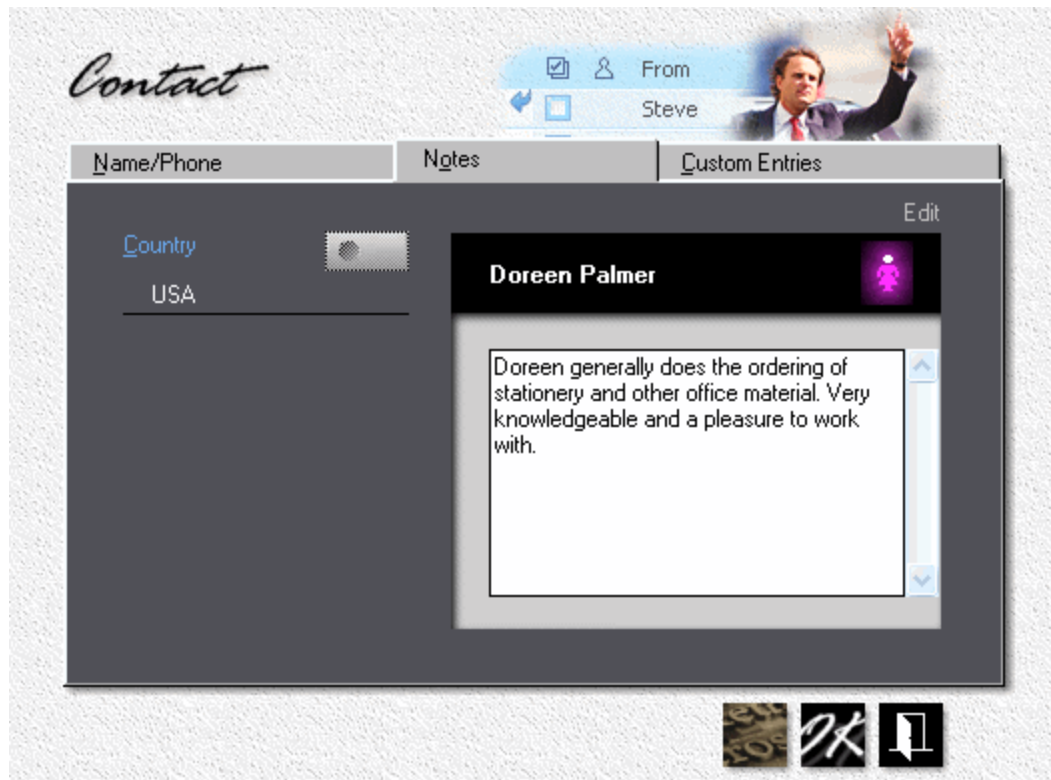 Contact
From
Steve
Name/Phone
Notes
Custom Entries
Edit
Country
USA
Doreen Palmer
Doreen generally does the ordering of
stationery and other office material. Very
knowledgeable and a pleasure to work
with.
OK